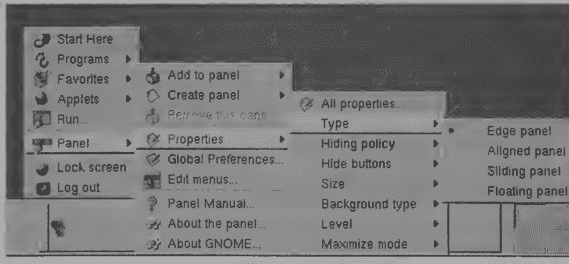 Start Here
Programs
Favorites
Applets
Run...
Panel
Lock screen
Log out
Add to panel
Create panel
Remove this panel
Properties
Global Preferences...
Edit menus...
Panel Manual...
About the panel...
About GNOME...
All properties...
Type
Hiding policy
Hide buttons
Size
Background type
Level
Maximize mode
Edge panel
Aligned panel
Sliding panel
Floating panel